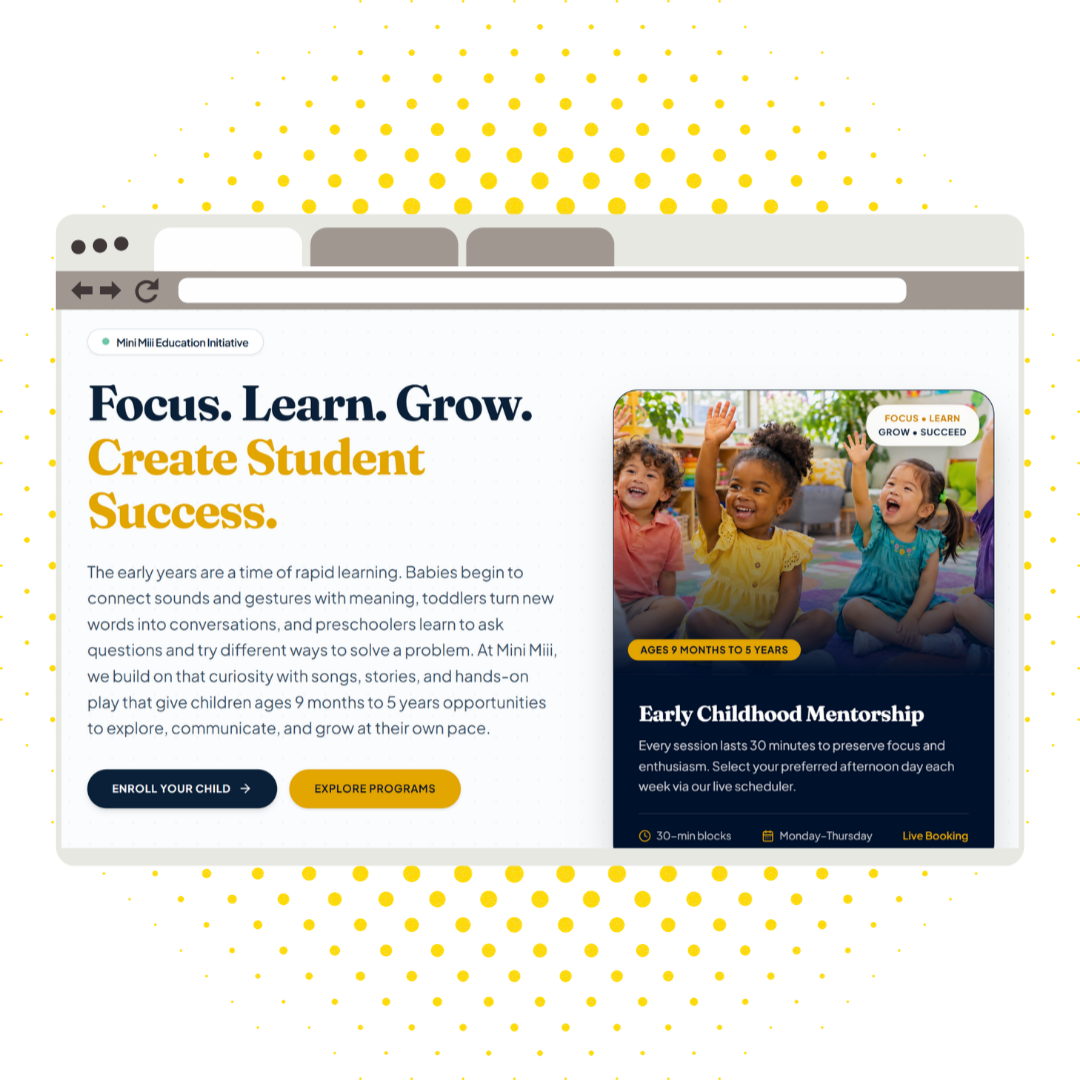 Mini Miii Education Initiative
Focus. Learn. Grow.
Create Student
Success.
The early years are a time of rapid learning. Babies begin to
connect sounds and gestures with meaning, toddlers turn new
words into conversations, and preschoolers learn to ask
questions and try different ways to solve a problem. At Mini Miii,
we build on that curiosity with songs, stories, and hands-on
play that give children ages 9 months to 5 years opportunities
to explore, communicate, and grow at their own pace.
ENROLL YOUR CHILD →
EXPLORE PROGRAMS
FOCUS • LEARN
GROW • SUCCEED
AGES 9 MONTHS TO 5 YEARS
Early Childhood Mentorship
Every session lasts 30 minutes to preserve focus and
enthusiasm. Select your preferred afternoon day each
week via our live scheduler.
30-min blocks
Monday–Thursday
Live Booking